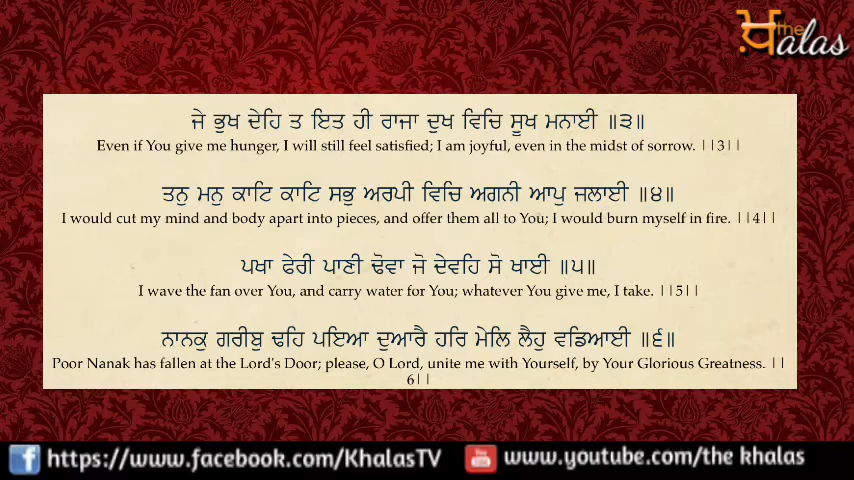 the
ਖ਼alas
ਜੇ ਭੁਖ ਦੇਹਿ ਤ ਇਤ ਹੀ ਰਾਜਾ ਦੁਖ ਵਿਚਿ ਸੂਖ ਮਨਾਈ ॥੩॥
Even if You give me hunger, I will still feel satisfied; I am joyful, even in the midst of sorrow. ||3||
ਤਨੁ ਮਨੁ ਕਾਟਿ ਕਾਟਿ ਸਭੁ ਅਰਪੀ ਵਿਚਿ ਅਗਨੀ ਆਪੁ ਜਲਾਈ ॥੪॥
I would cut my mind and body apart into pieces, and offer them all to You; I would burn myself in fire. ||4||
ਪਖਾ ਫੇਰੀ ਪਾਣੀ ਢੋਵਾ ਜੋ ਦੇਵਹਿ ਸੋ ਖਾਈ ॥੫॥
I wave the fan over You, and carry water for You; whatever You give me, I take. ||5||
ਨਾਨਕੁ ਗਰੀਬੁ ਢਹਿ ਪਇਆ ਦੁਆਰੈ ਹਰਿ ਮੇਲਿ ਲੈਹੁ ਵਡਿਆਈ ॥੬॥
Poor Nanak has fallen at the Lord's Door; please, O Lord, unite me with Yourself, by Your Glorious Greatness. ||
6||
https://www.facebook.com/KhalasTV www.youtube.com/the khalas